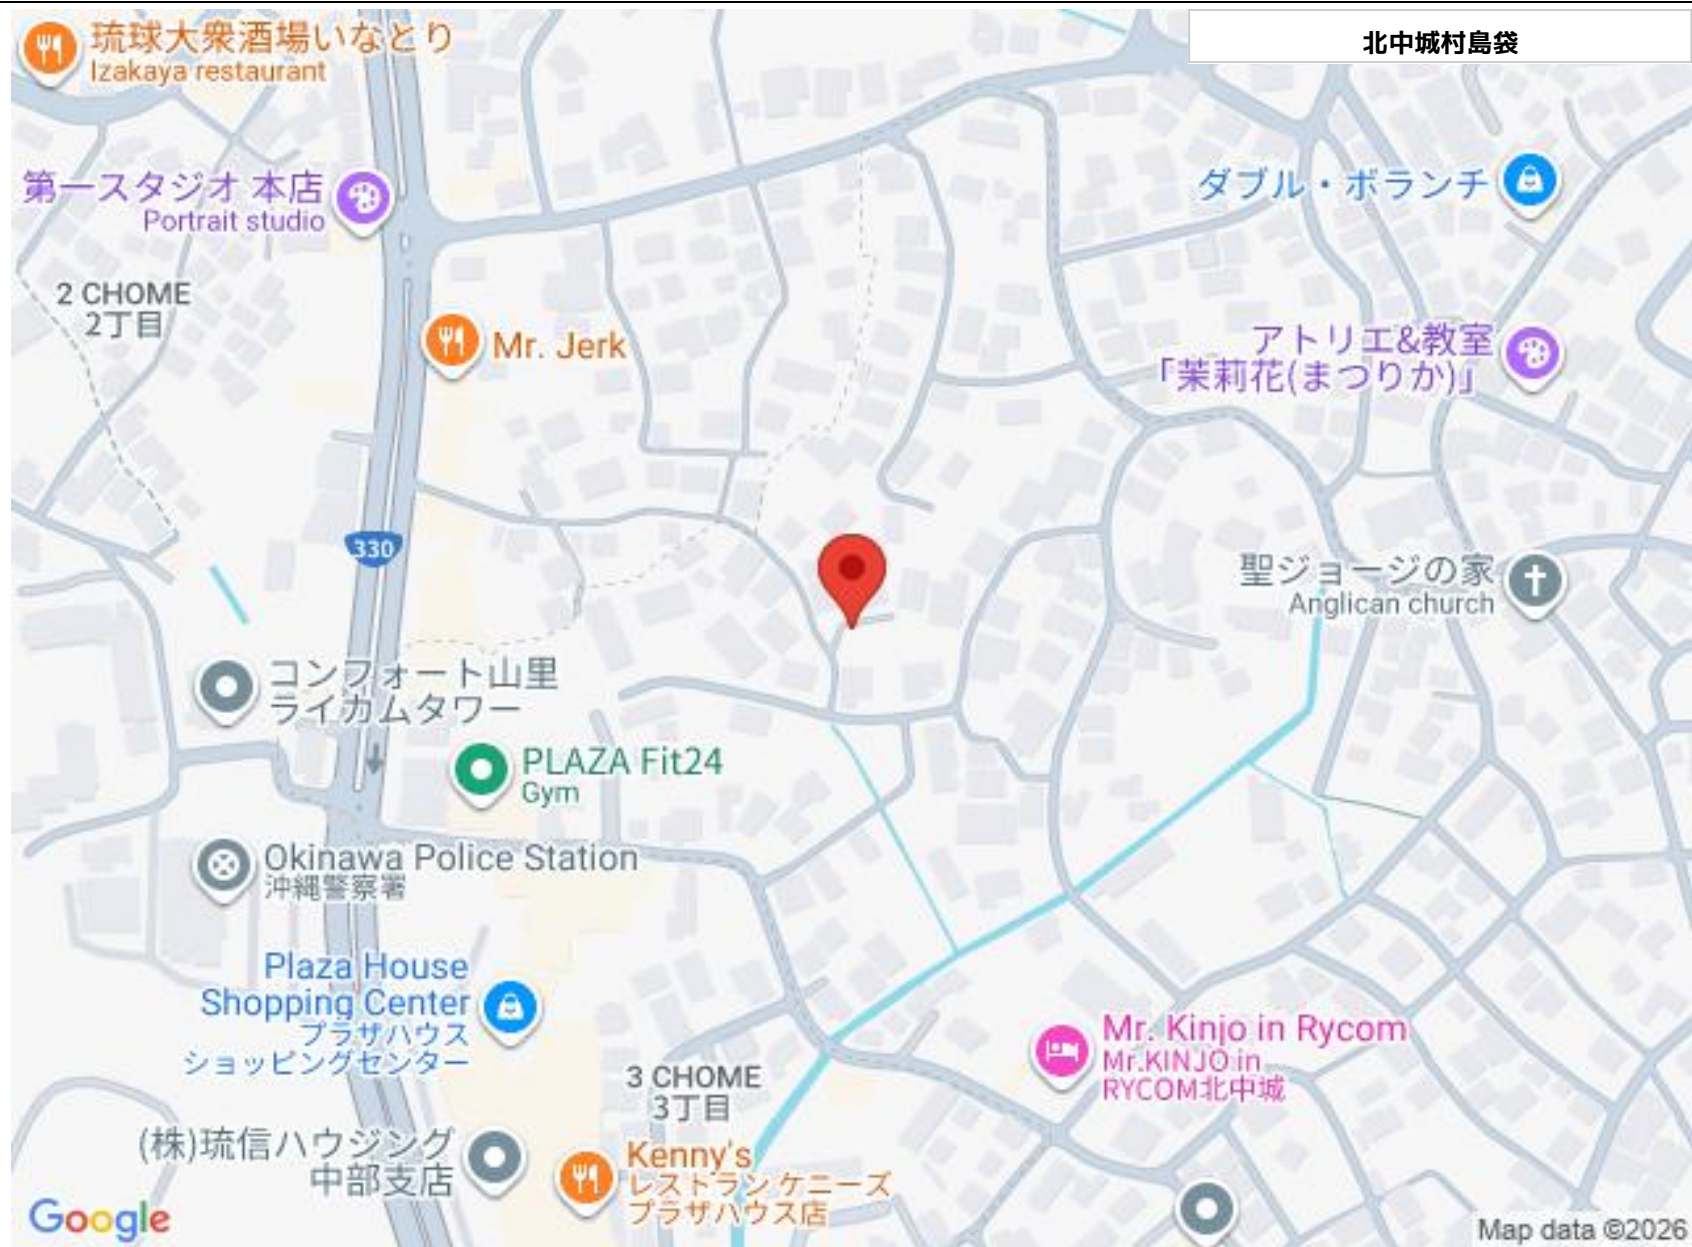 北中城村島袋
琉球大衆酒場いなとり
Izakaya restaurant
第一スタジオ 本店
Portrait studio
ダブル・ボランチ
2 CHOME
2丁目
Mr. Jerk
アトリエ&教室
「茉莉花(まつりか)」
330
聖ジョージの家
Anglican church
コンフォート山里
ライカムタワー
PLAZA Fit24
Gym
Okinawa Police Station
沖縄警察署
Plaza House
Shopping Center
プラザハウス
ショッピングセンター
Mr. Kinjo in Rycom
Mr.KINJO in
RYCOM北中城
3 CHOME
3丁目
(株)琉信ハウジング
中部支店
Kenny's
レストランケニーズ
プラザハウス店
Google
Map data ©2026